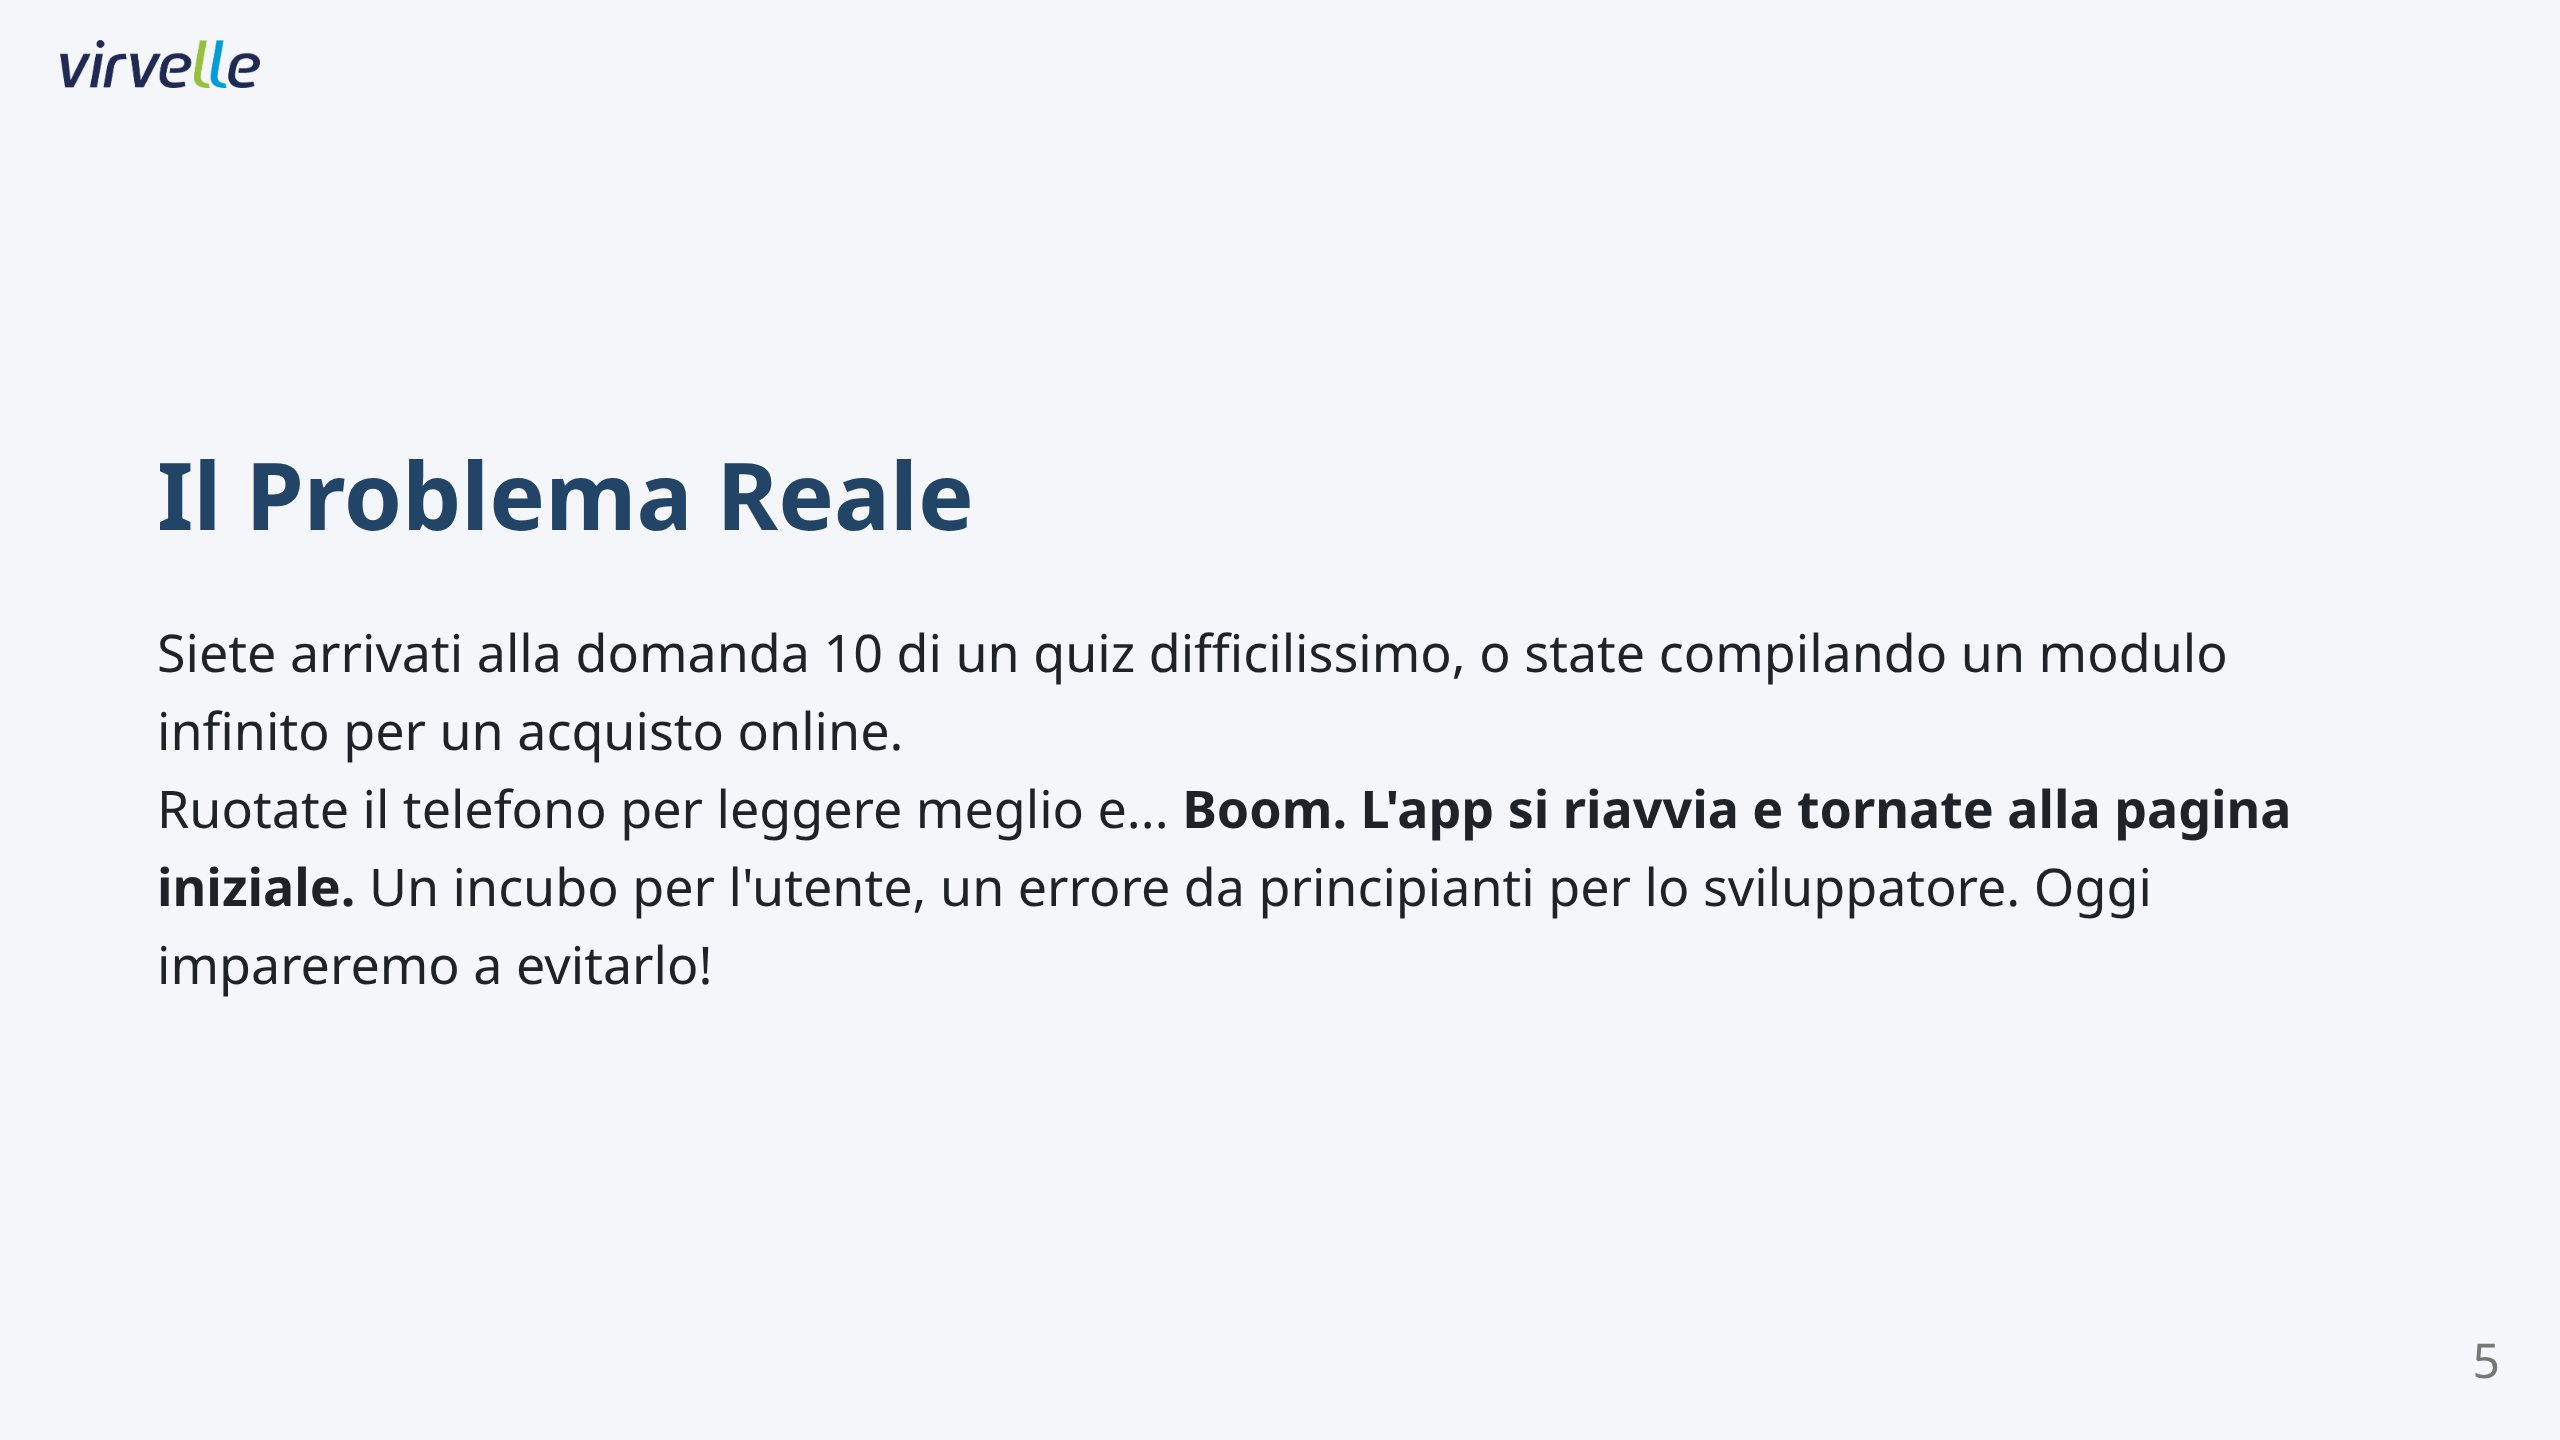 virvelle
Il Problema Reale
Siete arrivati alla domanda 10 di un quiz difficilissimo, o state compilando un modulo
infinito per un acquisto online.
Ruotate il telefono per leggere meglio e... Boom. L'app si riavvia e tornate alla pagina
iniziale. Un incubo per l'utente, un errore da principianti per lo sviluppatore. Oggi
impareremo a evitarlo!
5